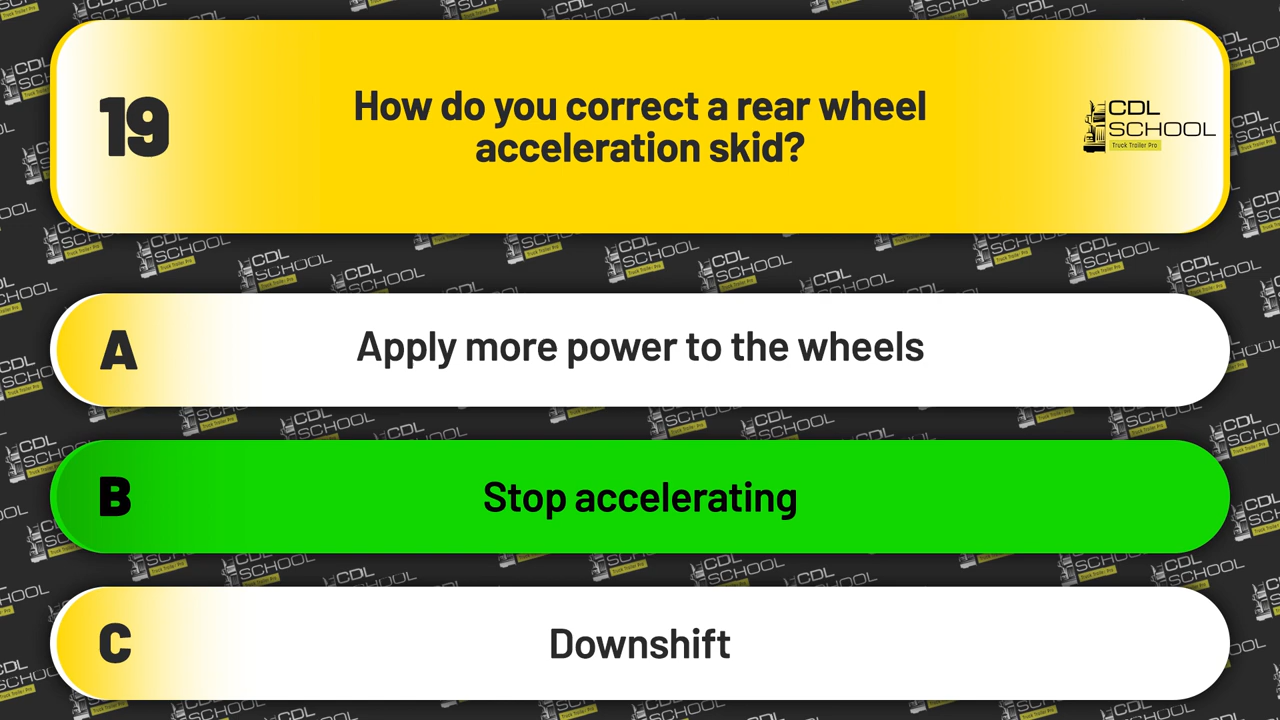 19
How do you correct a rear wheel
acceleration skid?
CDL
SCHOOL
Truck Trailer Pro
A
Apply more power to the wheels
B
Stop accelerating
C
Downshift